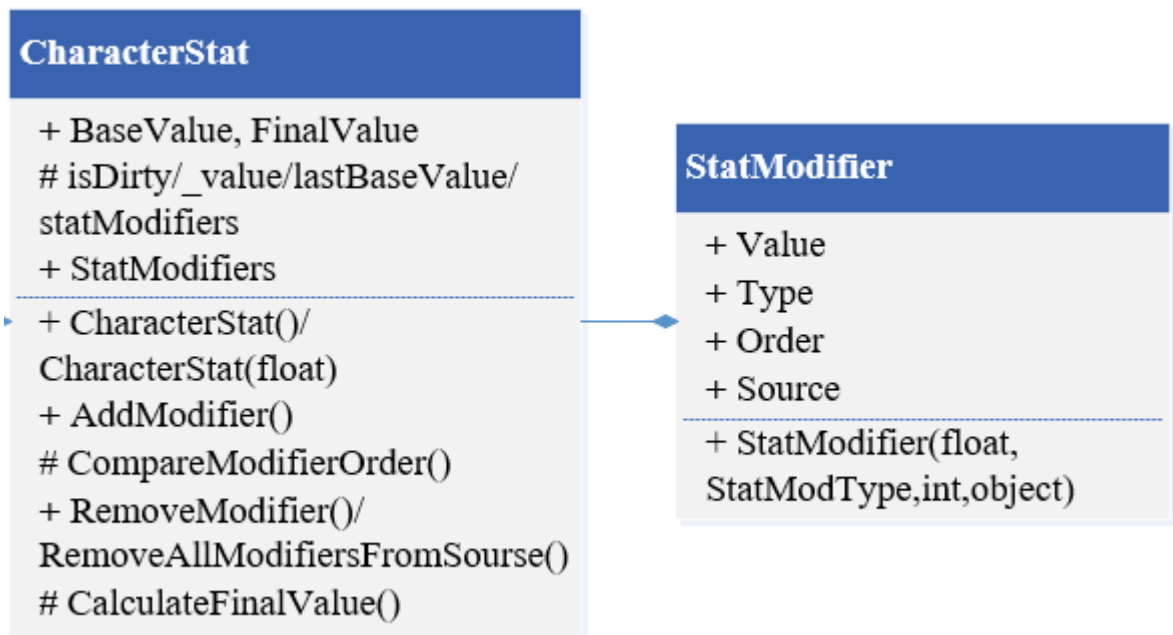 CharacterStat
+ BaseValue, FinalValue
# isDirty/_value/lastBaseValue/
statModifiers
+ StatModifiers
+ CharacterStat()/
CharacterStat(float)
+ AddModifier()
# CompareModifierOrder()
+ RemoveModifier()/
RemoveAllModifiersFromSourse()
# CalculateFinalValue()
StatModifier
+ Value
+ Type
+ Order
+ Source
+ StatModifier(float,
StatModType,int,object)